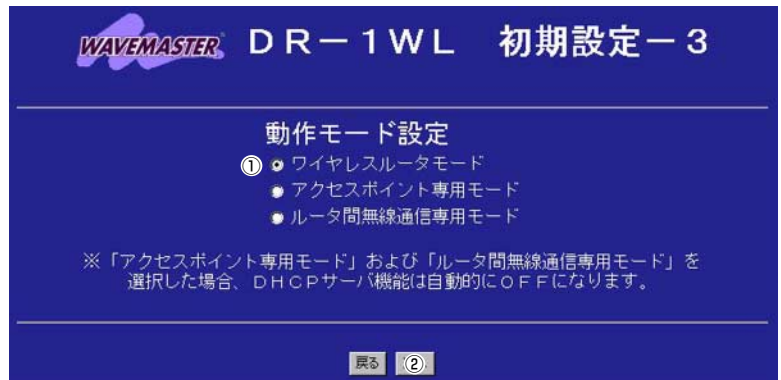 WAVEMASTER DR－1WL 初期設定－3
動作モード設定
① ワイヤレスルータモード
アクセスポイント専用モード
ルータ間無線通信専用モード
※「アクセスポイント専用モード」および「ルータ間無線通信専用モード」を
選択した場合、DHCPサーバ機能は自動的にOFFになります。
戻る ②